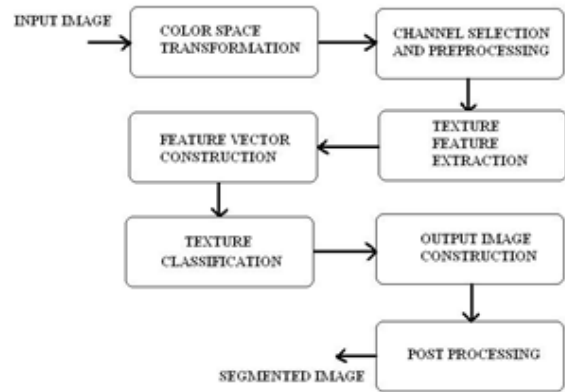 INPUT IMAGE
COLOR SPACE
TRANSFORMATION
CHANNEL SELECTION
AND PREPROCESSING
TEXTURE
FEATURE
EXTRACTION
FEATURE VECTOR
CONSTRUCTION
TEXTURE
CLASSIFICATION
OUTPUT IMAGE
CONSTRUCTION
POST PROCESSING
SEGMENTED IMAGE